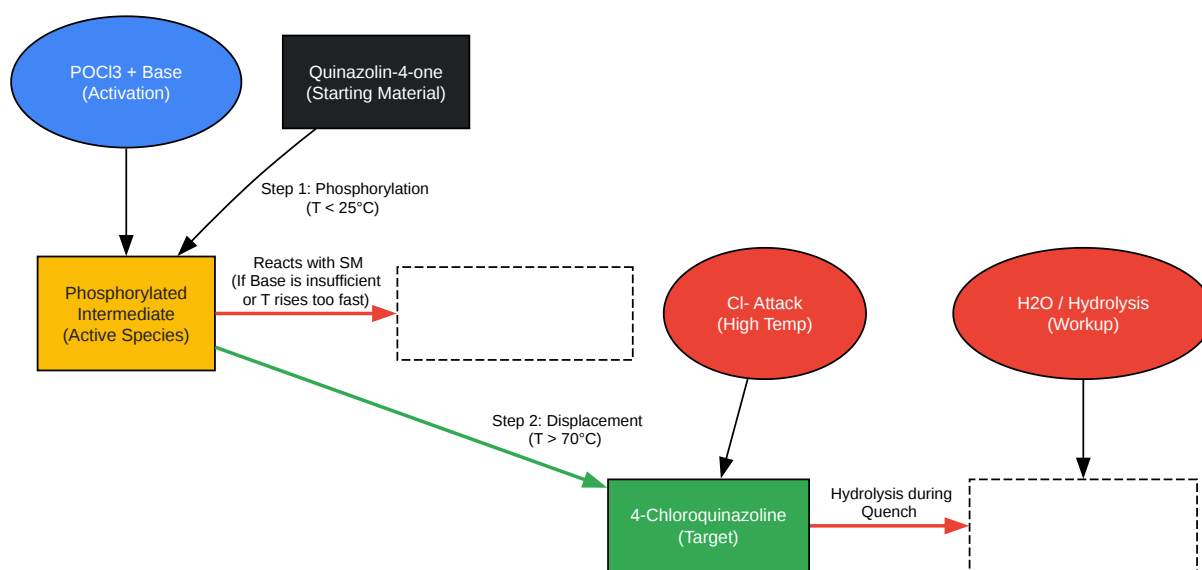 POCl3 + Base
(Activation)
Quinazolin-4-one
(Starting Material)
Step 1: Phosphorylation
(T < 25°C)
Phosphorylated
Intermediate
(Active Species)
Reacts with SM
(If Base is insufficient
or T rises too fast)
Cl- Attack
(High Temp)
H2O / Hydrolysis
(Workup)
Step 2: Displacement
(T > 70°C)
4-Chloroquinazoline
(Target)
Hydrolysis during
Quench